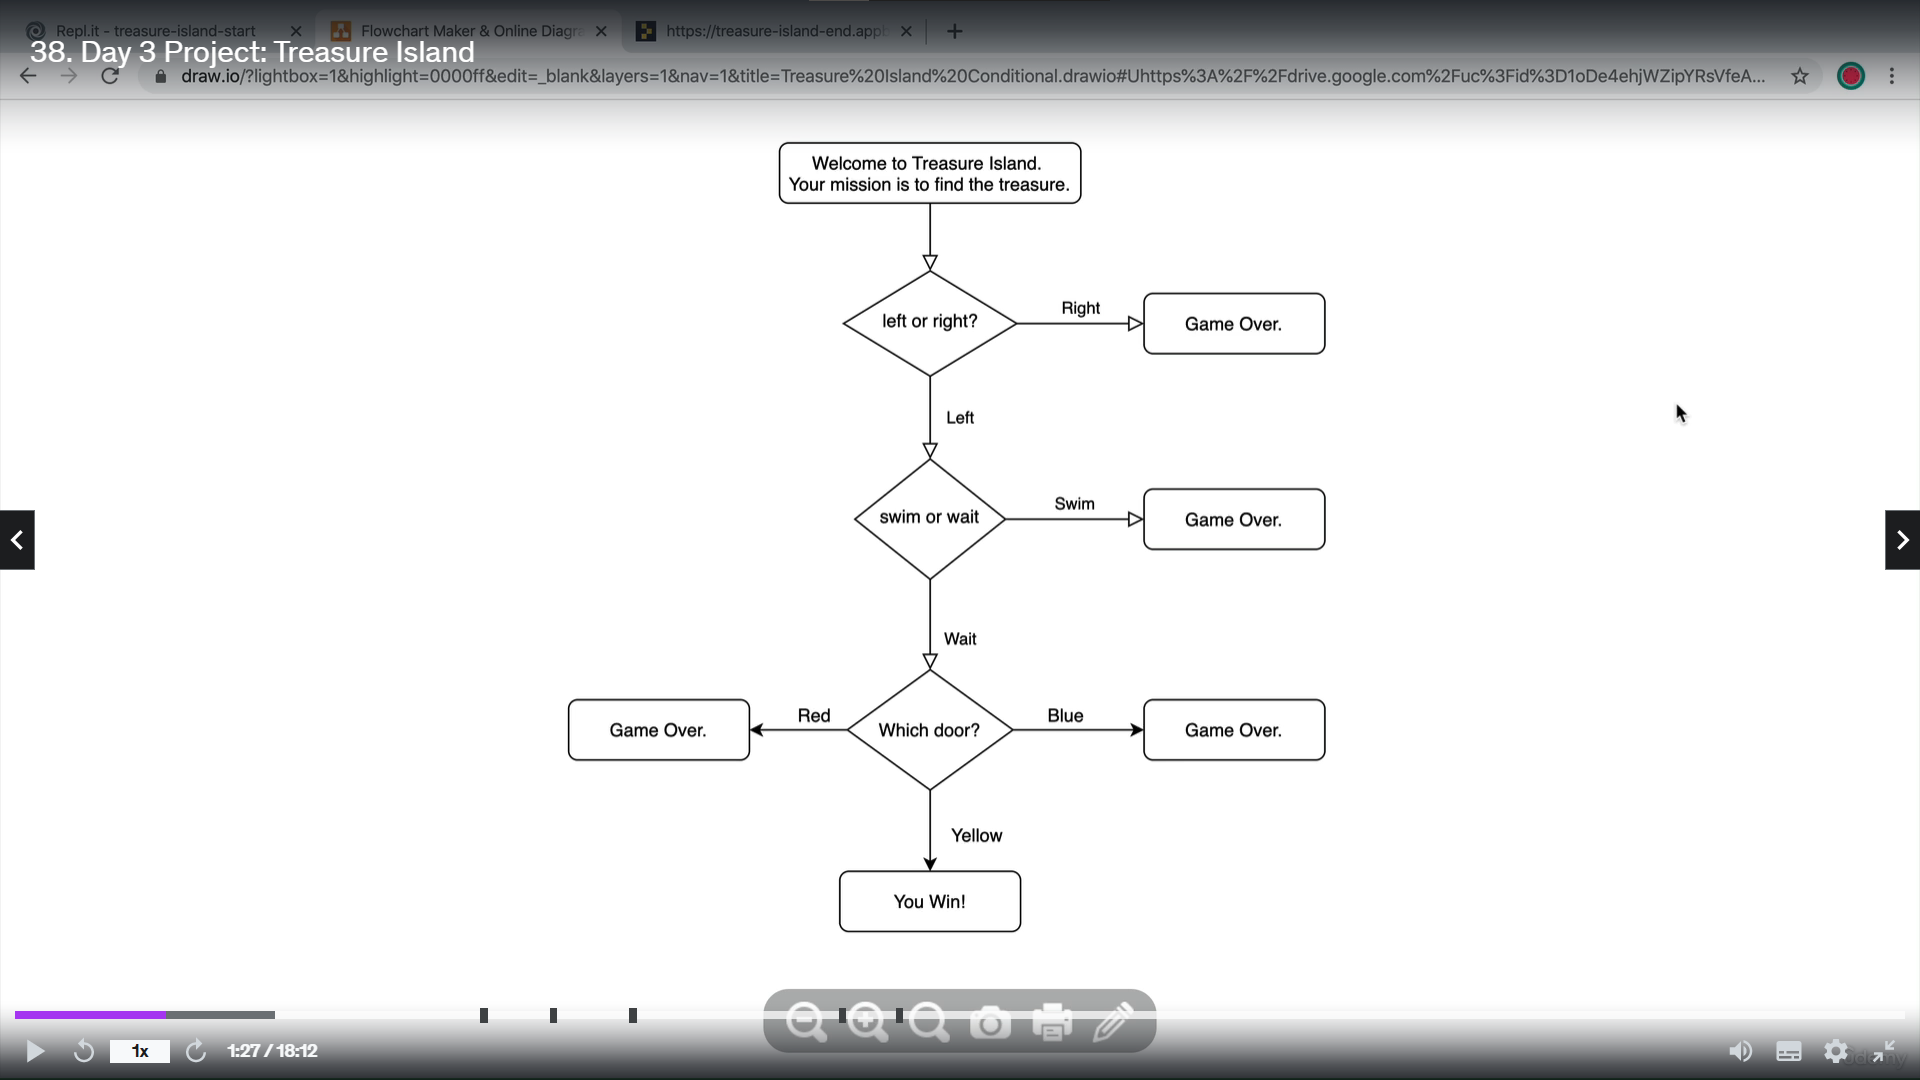 Repl.it - treasure-island-start
Flowchart Maker & Online Diagra
https://treasure-island-end.appb
38. Day 3 Project: Treasure Island
draw.io/?lightbox=1&highlight=0000ff&edit=_blank&layers=1&nav=1&title=Treasure%20Island%20Conditional.drawio#Uhttps%3A%2F%2Fdrive.google.com%2Fuc%3Fid%3D1oDe4ehjWZipYRsVfeA...
Welcome to Treasure Island.
Your mission is to find the treasure.
left or right?
Right
Game Over.
Left
swim or wait
Swim
Game Over.
Wait
Game Over.
Red
Which door?
Blue
Game Over.
Yellow
You Win!
1x
1:27 / 18:12
Udemy